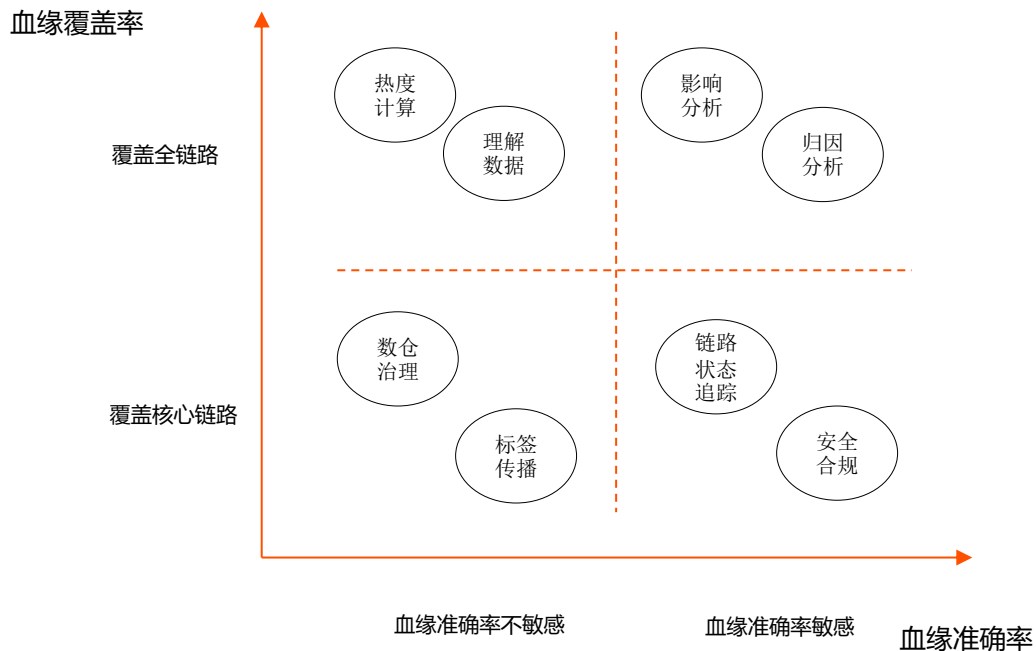 血缘覆盖率
热度
计算
理解
数据
影响
分析
归因
分析
覆盖全链路
数仓
治理
标签
传播
链路
状态
追踪
安全
合规
覆盖核心链路
血缘准确率不敏感
血缘准确率敏感
血缘准确率